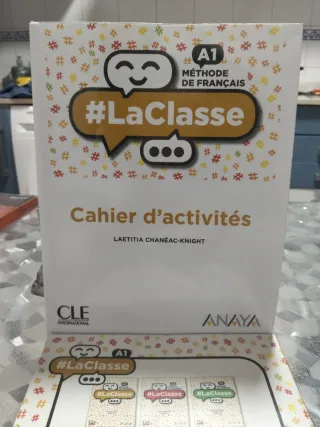 A1
MÉTHODE DE FRANÇAIS
#LaClasse
Cahier d'activités
LAETITIA CHANÉAC-KNIGHT
CLE
INTERNATIONAL
ANAYA
A1
#LaClasse
#LaClasse
#LaClasse
#LaClasse